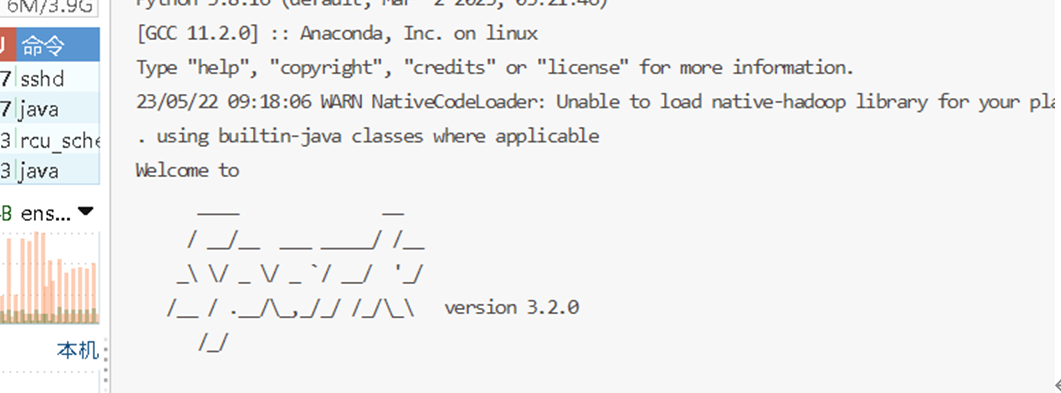 6M/3.9G
命令
7 sshd
7 java
3 rcu_sche
3 java
ens...
本机
Python 3.8.16 (default, Mar 2 2023, 03:21:46)
[GCC 11.2.0] :: Anaconda, Inc. on linux
Type "help", "copyright", "credits" or "license" for more information.
23/05/22 09:18:06 WARN NativeCodeLoader: Unable to load native-hadoop library for your pla
. using builtin-java classes where applicable
Welcome to
      ____              __
     / __/__  ___ _____/ /__
    _\ \/ _ \/ _ `/ __/  '_/
   /__ / .__/\_,_/_/ /_/\_\   version 3.2.0
      /_/